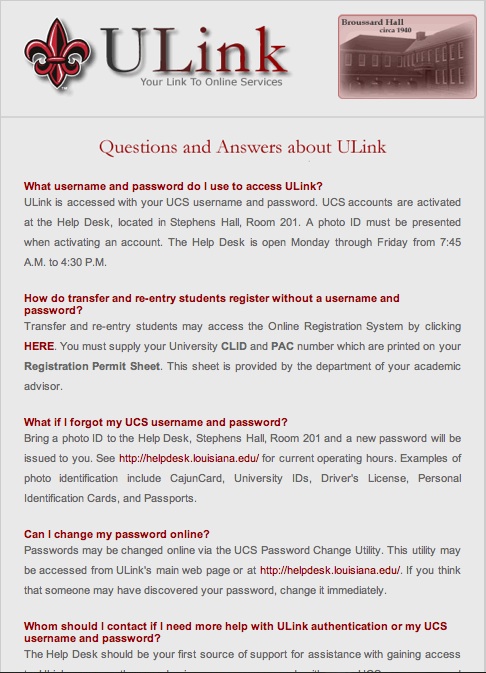 Broussard Hall
circa 1940
ULink
Your Link To Online Services
Questions and Answers about ULink
What username and password do I use to access ULink?
ULink is accessed with your UCS username and password. UCS accounts are activated
at the Help Desk, located in Stephens Hall, Room 201. A photo ID must be presented
when activating an account. The Help Desk is open Monday through Friday from 7:45
A.M. to 4:30 P.M.
How do transfer and re-entry students register without a username and
password?
Transfer and re-entry students may access the Online Registration System by clicking
HERE. You must supply your University CLID and PAC number which are printed on your
Registration Permit Sheet. This sheet is provided by the department of your academic
advisor.
What if I forgot my UCS username and password?
Bring a photo ID to the Help Desk, Stephens Hall, Room 201 and a new password will be
issued to you. See http://helpdesk.louisiana.edu/ for current operating hours. Examples of
photo identification include CajunCard, University IDs, Driver's License, Personal
Identification Cards, and Passports.
Can I change my password online?
Passwords may be changed online via the UCS Password Change Utility. This utility may
be accessed from ULink's main web page or at http://helpdesk.louisiana.edu/. If you think
that someone may have discovered your password, change it immediately.
Whom should I contact if I need more help with ULink authentication or my UCS
username and password?
The Help Desk should be your first source of support for assistance with gaining access